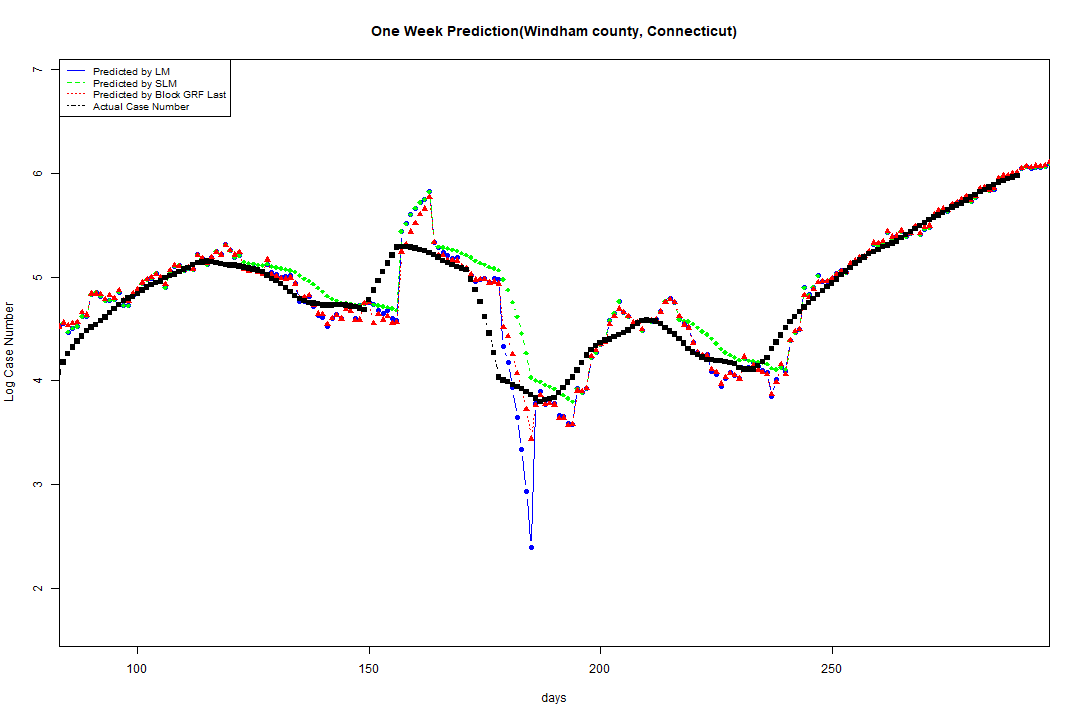 One Week Prediction(Windham county, Connecticut)
Predicted by LM
Predicted by SLM
Predicted by Block GRF Last
Actual Case Number
7
6
5
4
3
2
Log Case Number
100 150 200 250
days